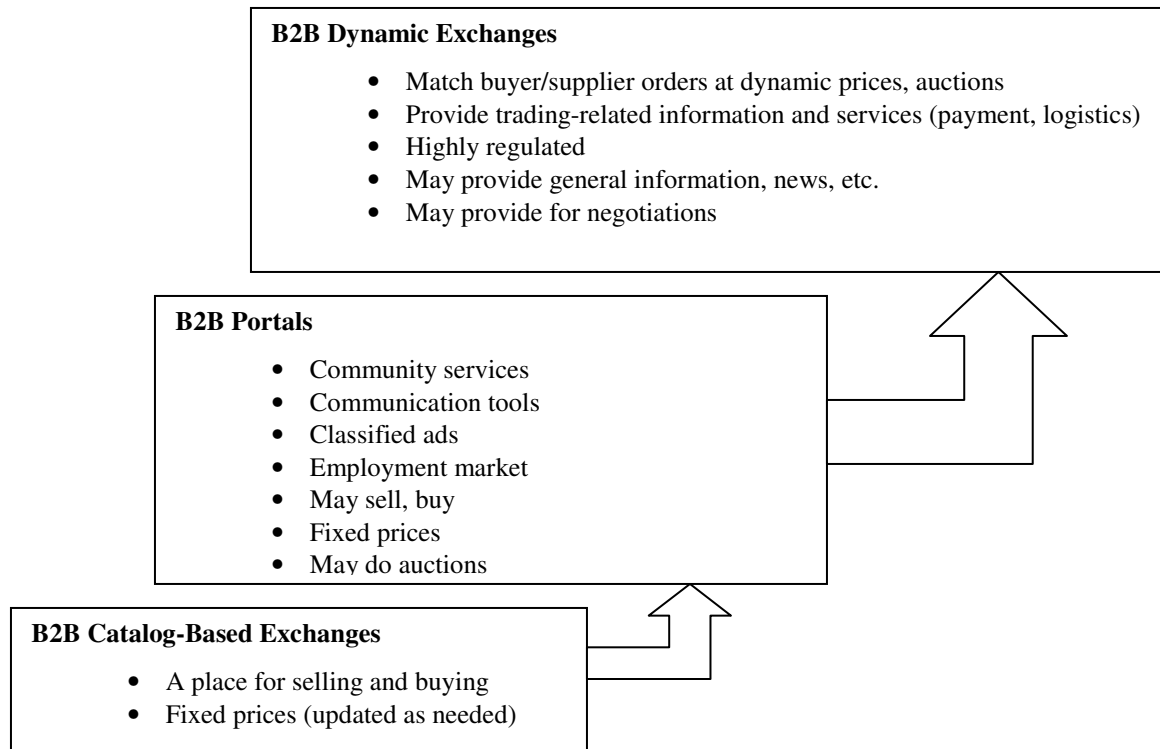 B2B Dynamic Exchanges
• Match buyer/supplier orders at dynamic prices, auctions
• Provide trading-related information and services (payment, logistics)
• Highly regulated
• May provide general information, news, etc.
• May provide for negotiations
B2B Portals
• Community services
• Communication tools
• Classified ads
• Employment market
• May sell, buy
• Fixed prices
• May do auctions
B2B Catalog-Based Exchanges
• A place for selling and buying
• Fixed prices (updated as needed)